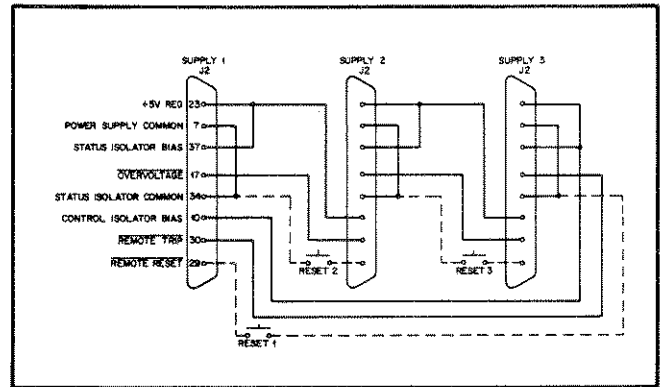 SUPPLY 1
J2
SUPPLY 2
J2
SUPPLY 3
J2
+5V REG 23
POWER SUPPLY COMMON 7
STATUS ISOLATOR BIAS 37
OVERVOLTAGE 17
STATUS ISOLATOR COMMON 34
CONTROL ISOLATOR BIAS 10
REMOTE TRIP 30
REMOTE RESET 29
RESET 2
RESET 3
RESET 1